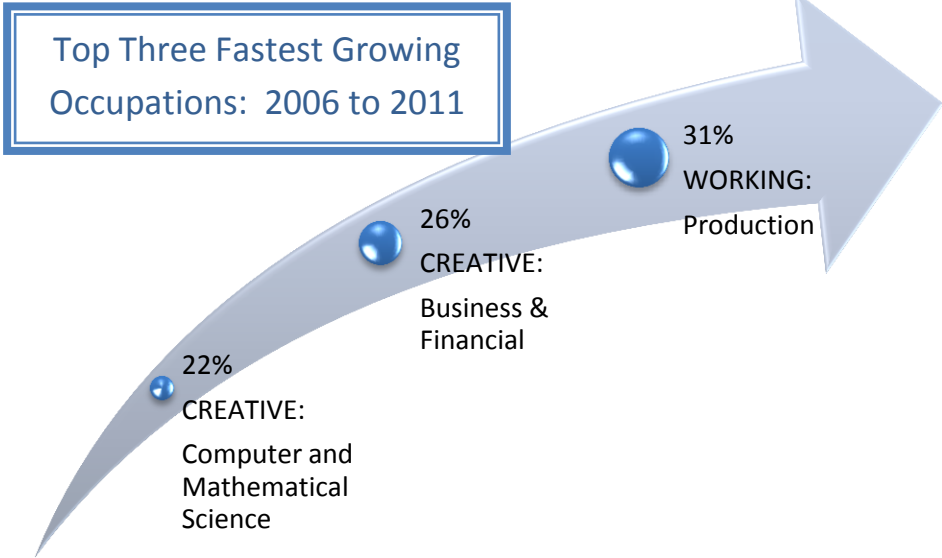 Top Three Fastest Growing
Occupations: 2006 to 2011
31%
WORKING:
Production
26%
CREATIVE:
Business &
Financial
22%
CREATIVE:
Computer and
Mathematical
Science